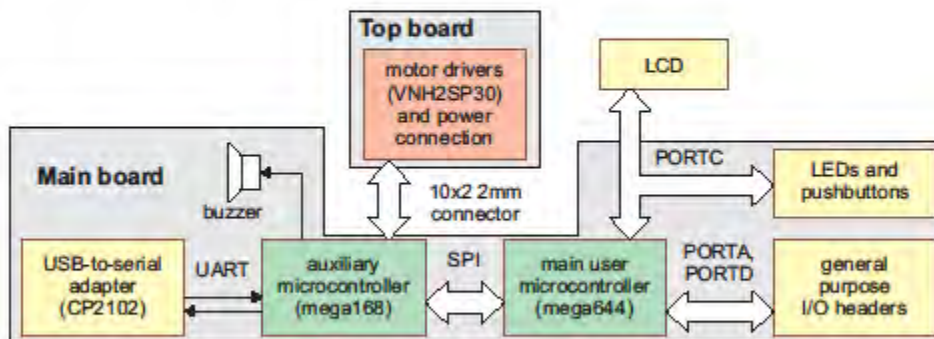 Top board
motor drivers
(VNH2SP30)
and power
connection
LCD
Main board
buzzer
10x2 2mm
connector
PORTC
LEDs and
pushbuttons
USB-to-serial
adapter
(CP2102)
UART
auxiliary
microcontroller
(mega168)
SPI
main user
microcontroller
(mega644)
PORTA,
PORTD
general
purpose
I/O headers